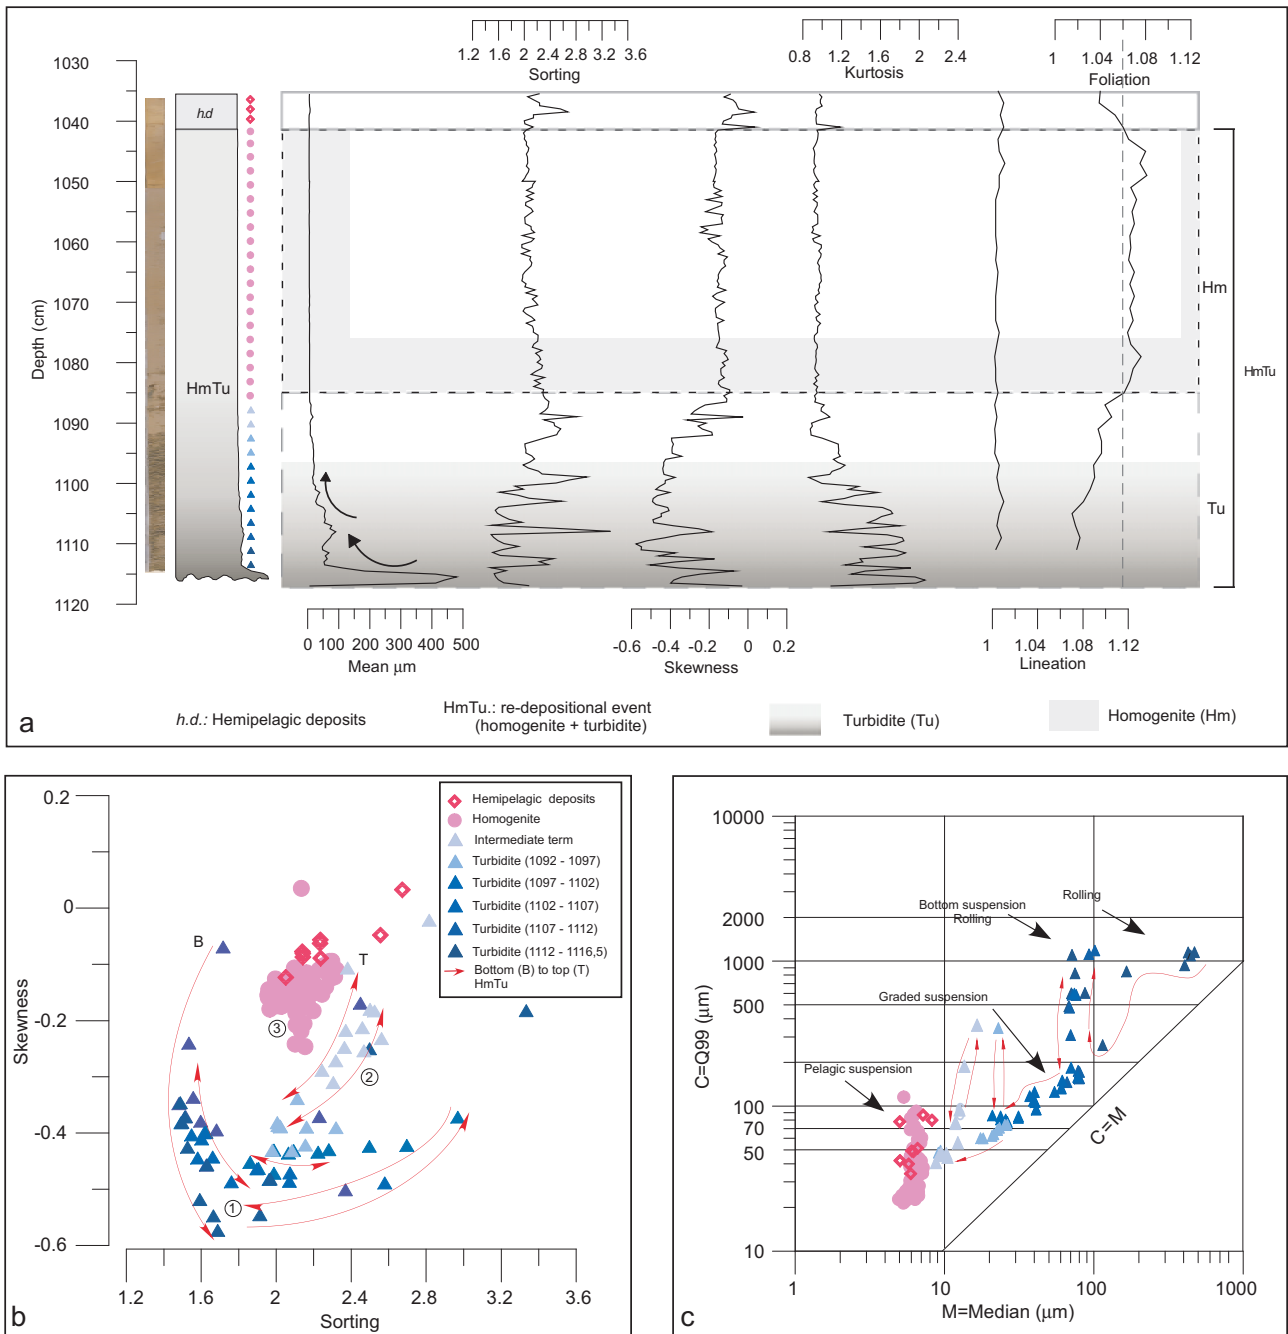 1.2 1.6 2 2.4 2.8 3.2 3.6
Sorting
0.8 1.2 1.6 2 2.4
Kurtosis
1 1.04 1.08 1.12
Foliation
Depth (cm)
1030
1040
1050
1060
1070
1080
1090
1100
1110
1120
h.d
HmTu
Hm
HmTu
Tu
0 100 200 300 400 500
Mean µm
-0.6 -0.4 -0.2 0 0.2
Skewness
1 1.04 1.08 1.12
Lineation
h.d.: Hemipelagic deposits
HmTu.: re-depositional event
(homogenite + turbidite)
Turbidite (Tu)
Homogenite (Hm)
a
0.2
0
-0.2
-0.4
-0.6
Skewness
1.2 1.6 2 2.4 2.8 3.2 3.6
Sorting
B
T
1
2
3
Hemipelagic deposits
Homogenite
Intermediate term
Turbidite (1092 - 1097)
Turbidite (1097 - 1102)
Turbidite (1102 - 1107)
Turbidite (1107 - 1112)
Turbidite (1112 - 1116,5)
Bottom (B) to top (T)
HmTu
b
10000
2000
1000
500
100
70
50
10
C=Q99 (µm)
1 10 100 1000
M=Median (µm)
Rolling
Bottom suspension
Rolling
Graded suspension
Pelagic suspension
C=M
c